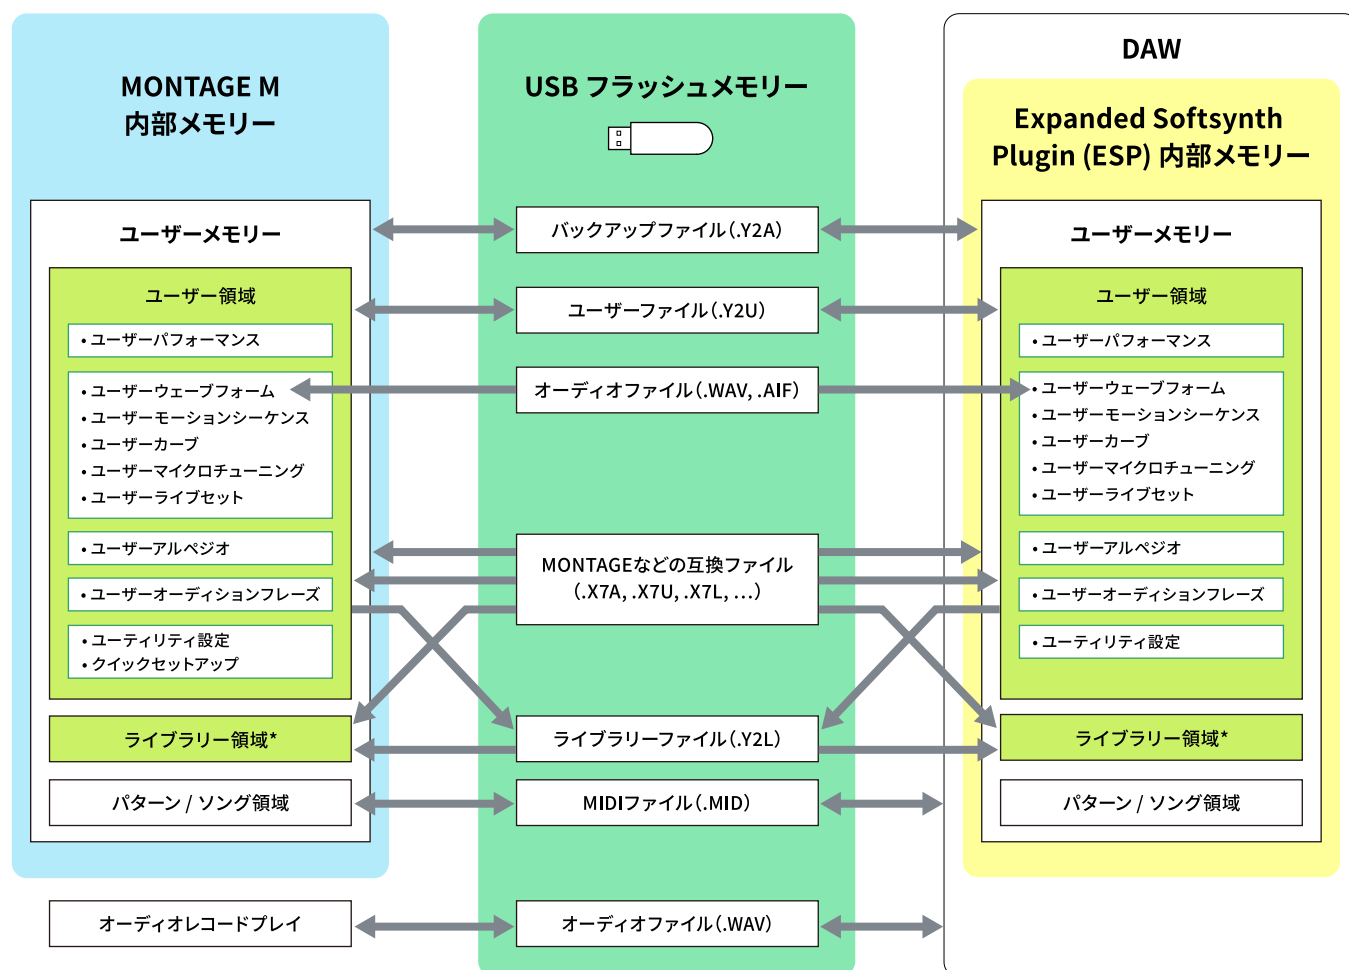 MONTAGE M
内部メモリー
ユーザーメモリー
ユーザー領域
• ユーザーパフォーマンス
• ユーザーウェーブフォーム
• ユーザーモーションシーケンス
• ユーザーカーブ
• ユーザーマイクロチューニング
• ユーザーライブセット
• ユーザーアルペジオ
• ユーザーオーディションフレーズ
• ユーティリティ設定
• クイックセットアップ
ライブラリー領域*
パターン / ソング領域
オーディオレコードプレイ
USB フラッシュメモリー
バックアップファイル（.Y2A）
ユーザーファイル（.Y2U）
オーディオファイル（.WAV, .AIF）
MONTAGEなどの互換ファイル
（.X7A, .X7U, .X7L, …）
ライブラリーファイル（.Y2L）
MIDIファイル（.MID）
オーディオファイル（.WAV）
DAW
Expanded Softsynth
Plugin (ESP) 内部メモリー
ユーザーメモリー
ユーザー領域
• ユーザーパフォーマンス
• ユーザーウェーブフォーム
• ユーザーモーションシーケンス
• ユーザーカーブ
• ユーザーマイクロチューニング
• ユーザーライブセット
• ユーザーアルペジオ
• ユーザーオーディションフレーズ
• ユーティリティ設定
ライブラリー領域*
パターン / ソング領域